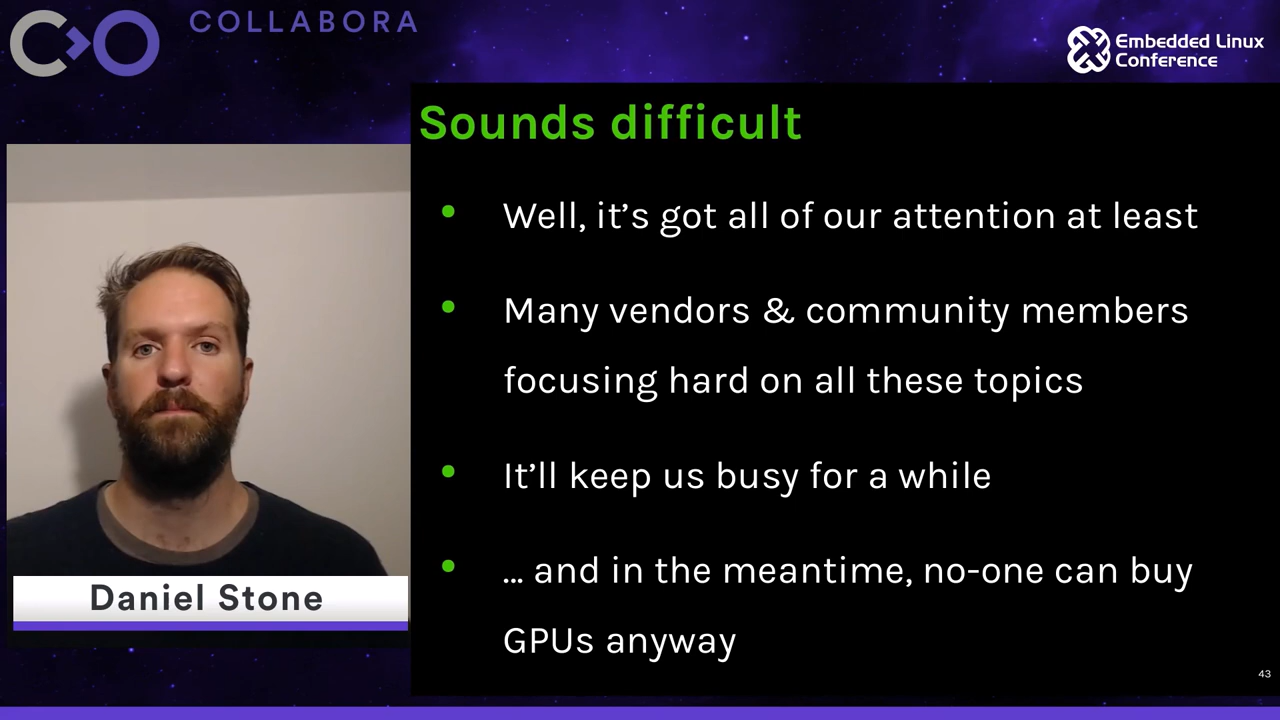 COLLABORA
Embedded Linux
Conference
Sounds difficult
• Well, it’s got all of our attention at least
• Many vendors & community members
focusing hard on all these topics
• It’ll keep us busy for a while
• … and in the meantime, no-one can buy
GPUs anyway
Daniel Stone
43